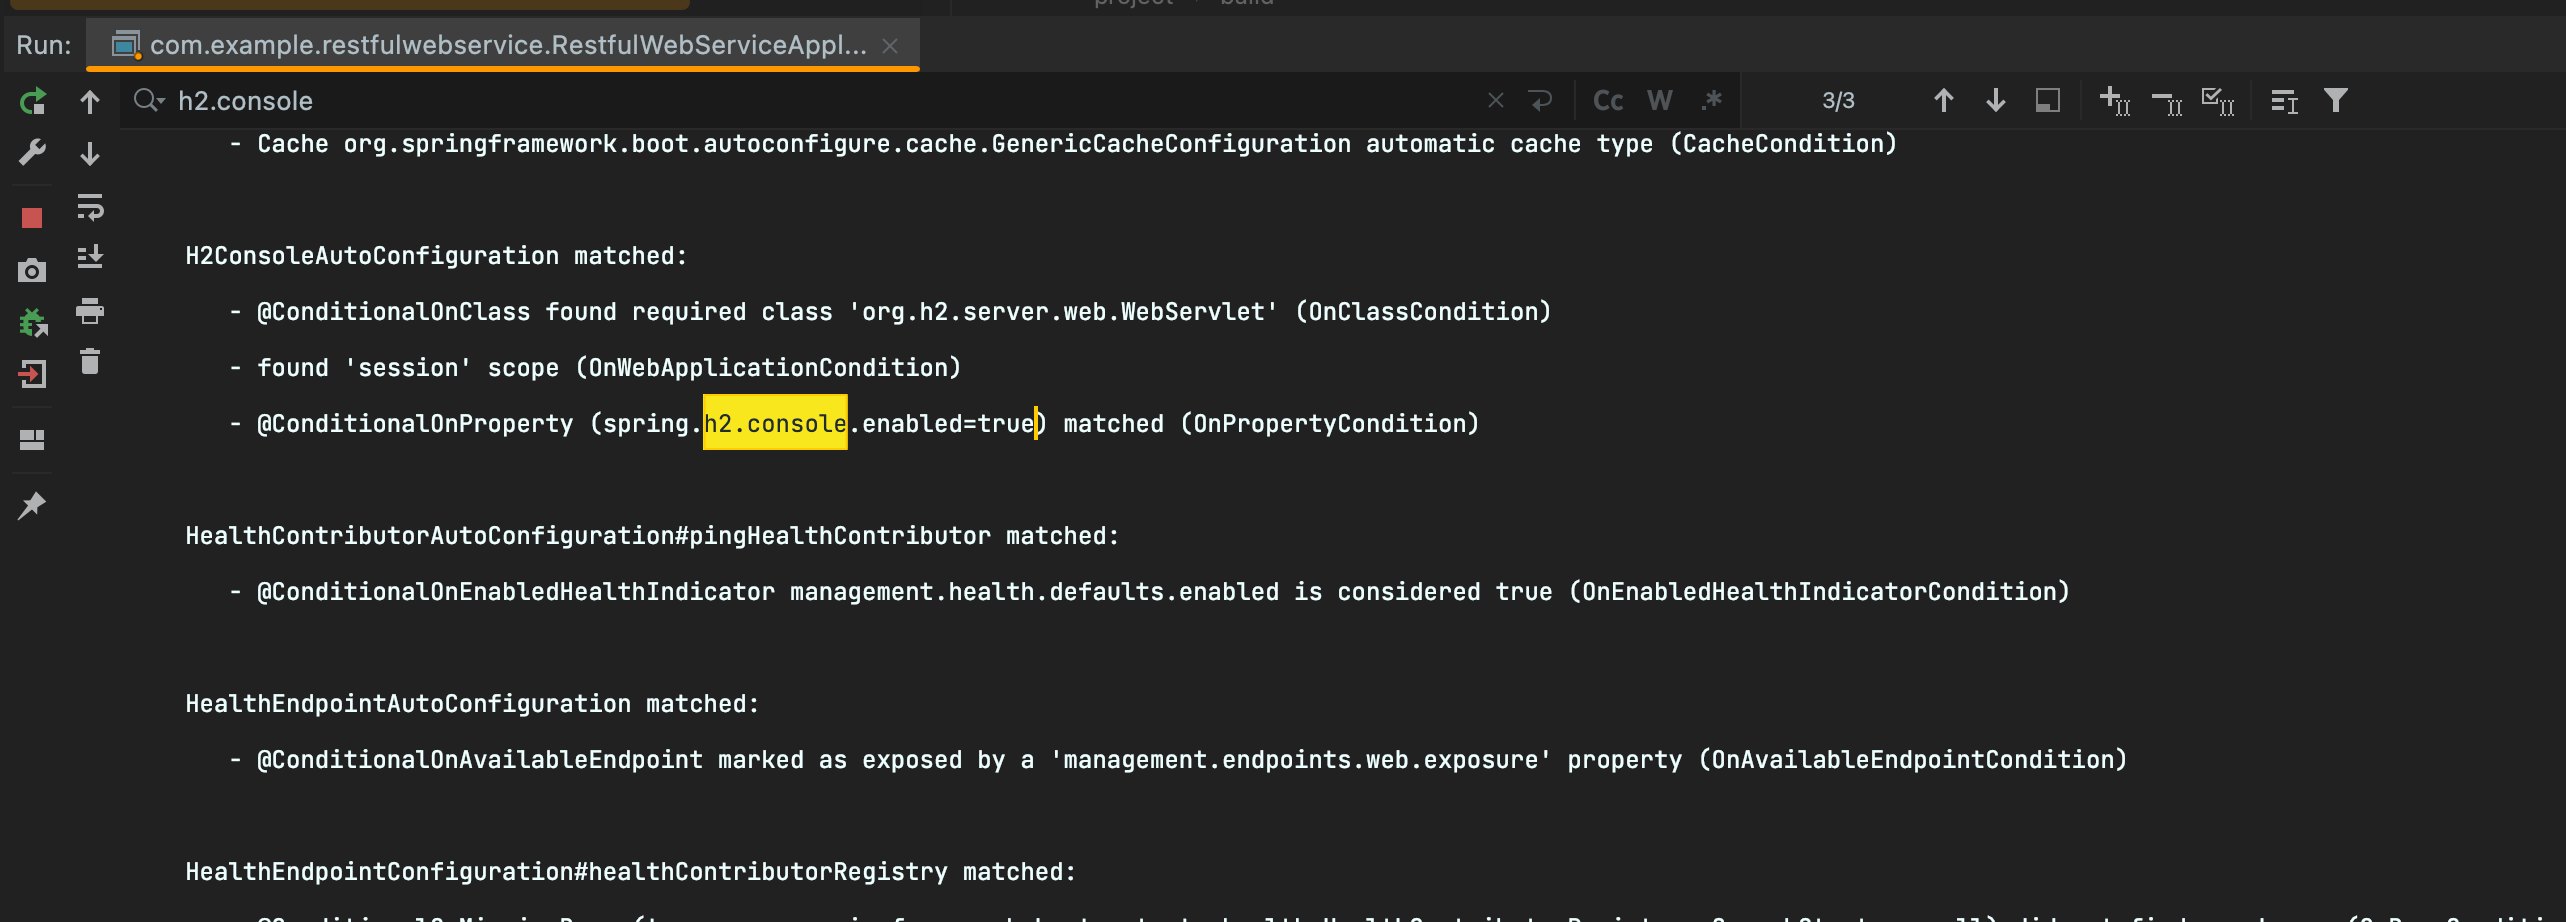 project build
Run: com.example.restfulwebservice.RestfulWebServiceAppl...
h2.console Cc W .* 3/3
- Cache org.springframework.boot.autoconfigure.cache.GenericCacheConfiguration automatic cache type (CacheCondition)
H2ConsoleAutoConfiguration matched:
- @ConditionalOnClass found required class 'org.h2.server.web.WebServlet' (OnClassCondition)
- found 'session' scope (OnWebApplicationCondition)
- @ConditionalOnProperty (spring.h2.console.enabled=true) matched (OnPropertyCondition)
HealthContributorAutoConfiguration#pingHealthContributor matched:
- @ConditionalOnEnabledHealthIndicator management.health.defaults.enabled is considered true (OnEnabledHealthIndicatorCondition)
HealthEndpointAutoConfiguration matched:
- @ConditionalOnAvailableEndpoint marked as exposed by a 'management.endpoints.web.exposure' property (OnAvailableEndpointCondition)
HealthEndpointConfiguration#healthContributorRegistry matched: